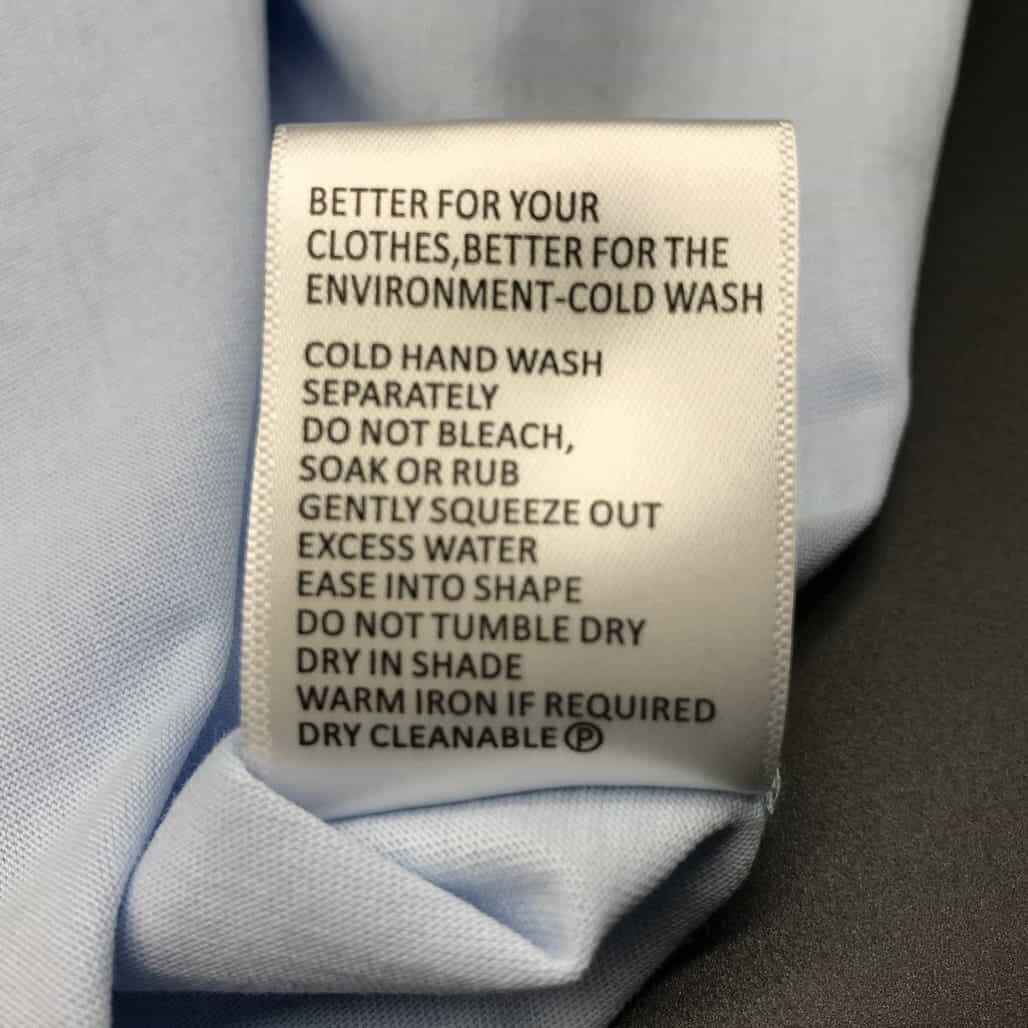 BETTER FOR YOUR
CLOTHES,BETTER FOR THE
ENVIRONMENT-COLD WASH
COLD HAND WASH
SEPARATELY
DO NOT BLEACH,
SOAK OR RUB
GENTLY SQUEEZE OUT
EXCESS WATER
EASE INTO SHAPE
DO NOT TUMBLE DRY
DRY IN SHADE
WARM IRON IF REQUIRED
DRY CLEANABLE Ⓟ